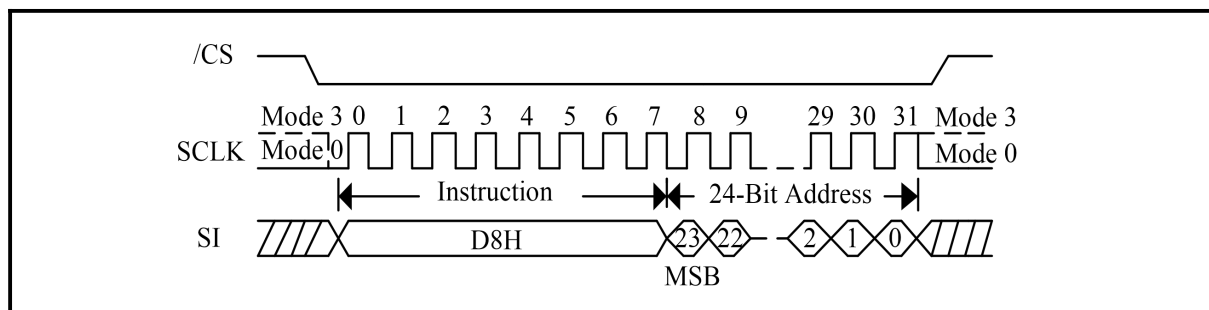 /CS
Mode 3 0 1 2 3 4 5 6 7 8 9 29 30 31 Mode 3
SCLK Mode 0 Mode 0
Instruction 24-Bit Address
SI D8H 23 22 2 1 0
MSB